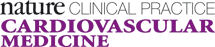 nature CLINICAL PRACTICE
CARDIOVASCULAR
MEDICINE